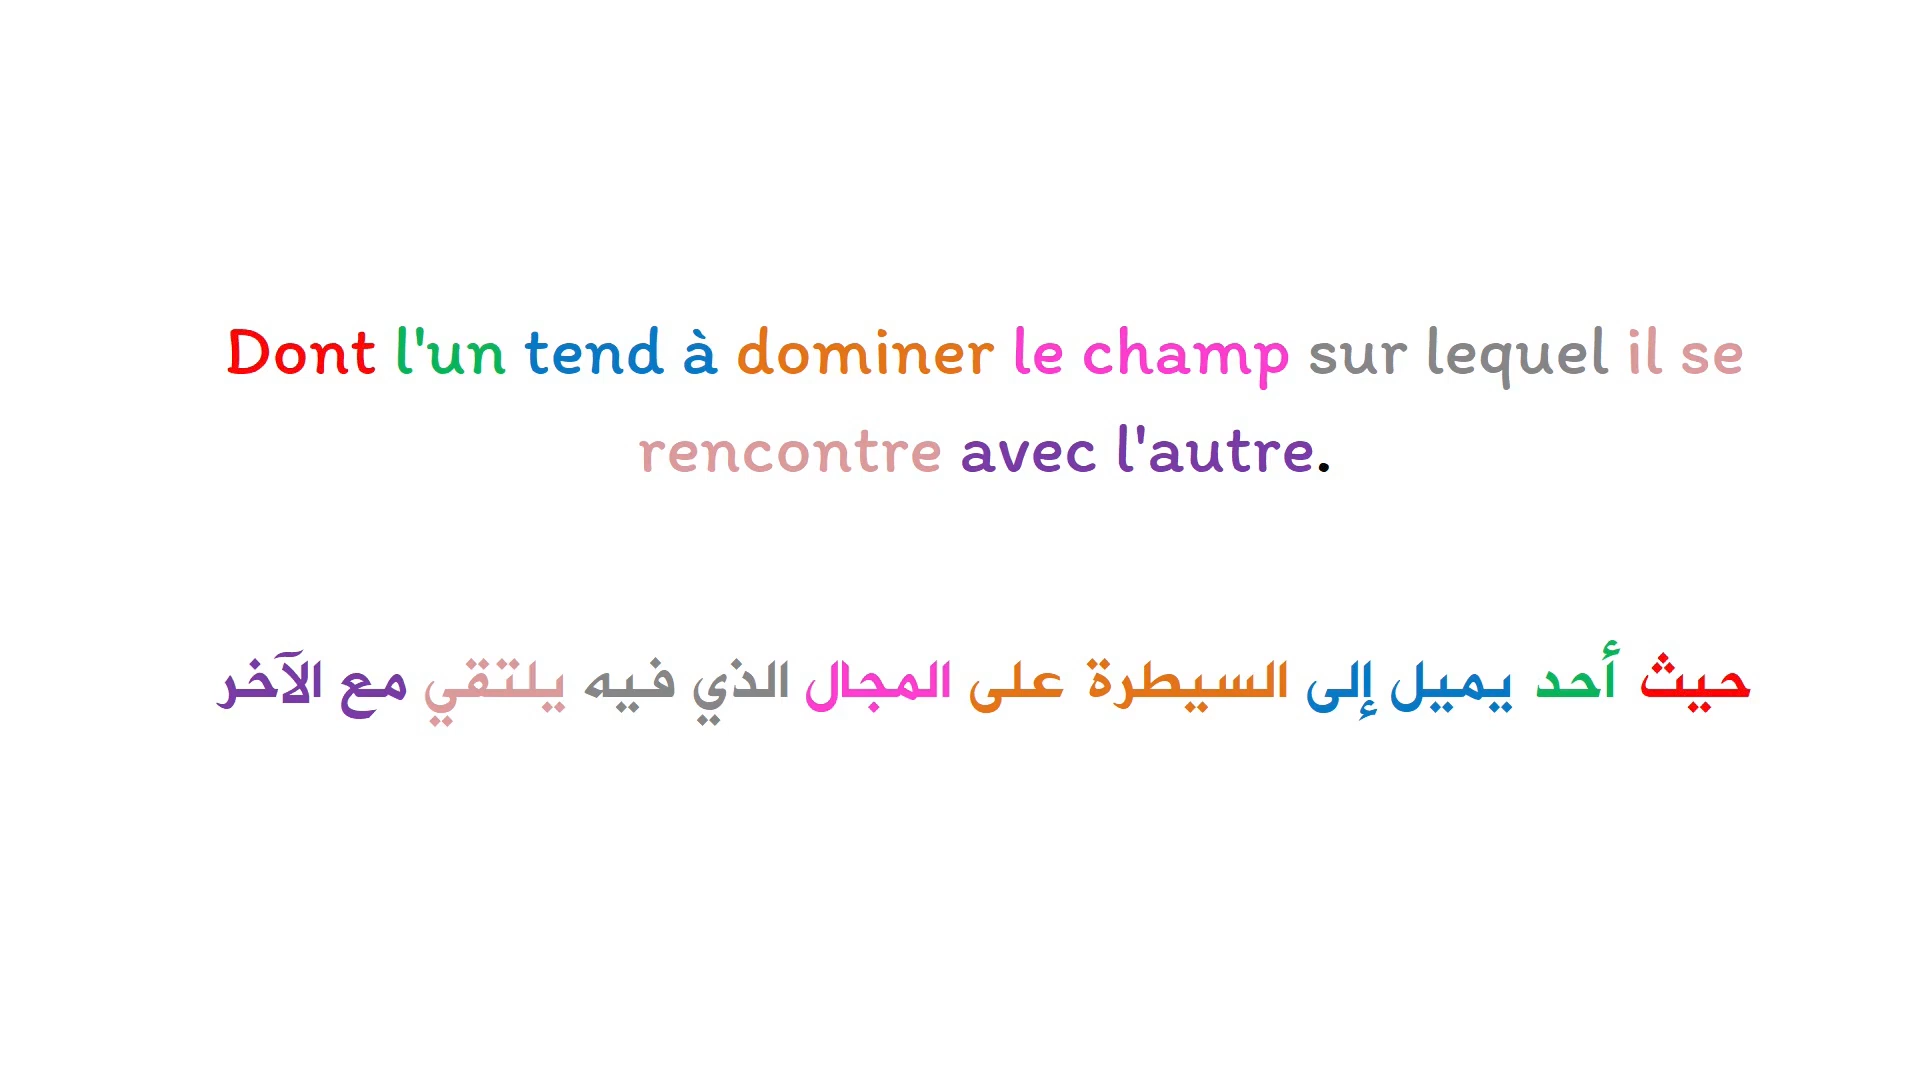 Dont l'un tend à dominer le champ sur lequel il se
rencontre avec l'autre.
حيث أحد يميل إلى السيطرة على المجال الذي فيه يلتقي مع الآخر